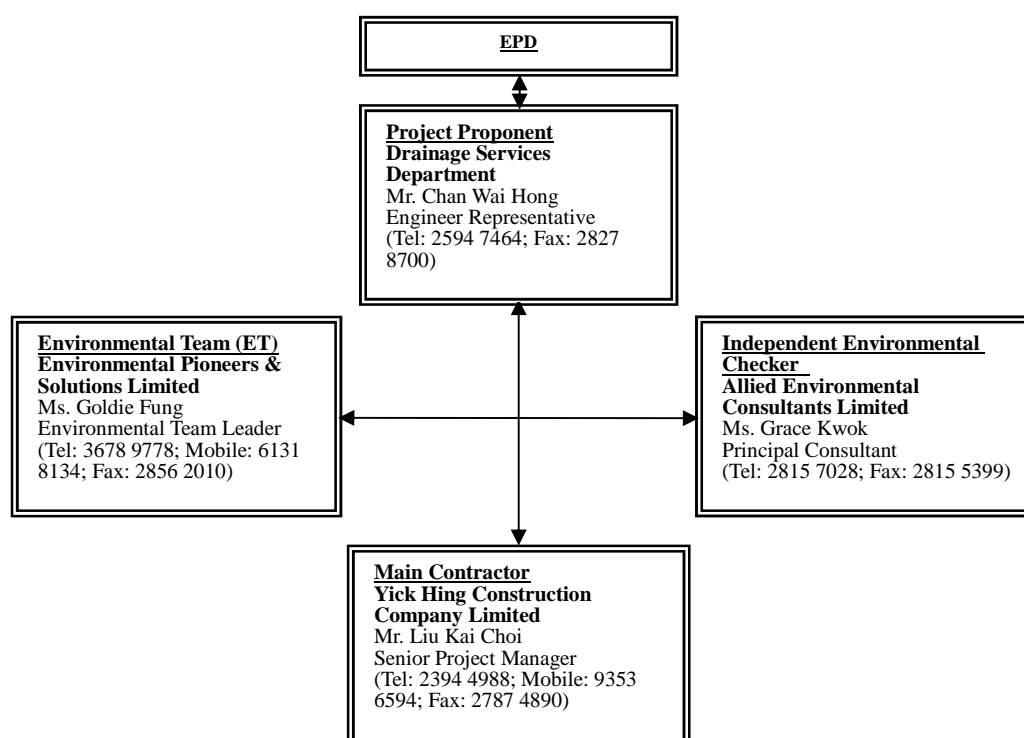 EPD
Project Proponent
Drainage Services
Department
Mr. Chan Wai Hong
Engineer Representative
(Tel: 2594 7464; Fax: 2827
8700)
Environmental Team (ET)
Environmental Pioneers &
Solutions Limited
Ms. Goldie Fung
Environmental Team Leader
(Tel: 3678 9778; Mobile: 6131
8134; Fax: 2856 2010)
Independent Environmental
Checker
Allied Environmental
Consultants Limited
Ms. Grace Kwok
Principal Consultant
(Tel: 2815 7028; Fax: 2815 5399)
Main Contractor
Yick Hing Construction
Company Limited
Mr. Liu Kai Choi
Senior Project Manager
(Tel: 2394 4988; Mobile: 9353
6594; Fax: 2787 4890)